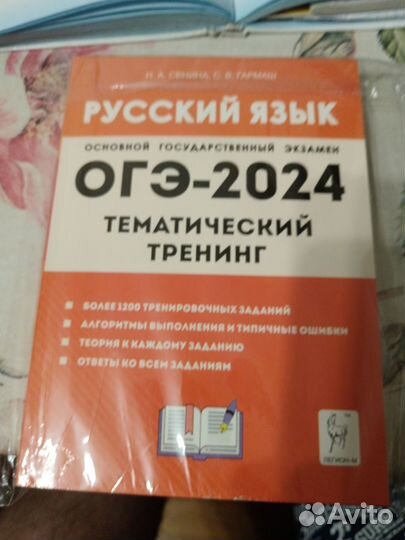 Н. А. СЕНИНА, С. В. ГАРМАШ
РУССКИЙ ЯЗЫК
ОСНОВНОЙ ГОСУДАРСТВЕННЫЙ ЭКЗАМЕН
ОГЭ-2024
ТЕМАТИЧЕСКИЙ
ТРЕНИНГ
БОЛЕЕ 1200 ТРЕНИРОВОЧНЫХ ЗАДАНИЙ
АЛГОРИТМЫ ВЫПОЛНЕНИЯ И ТИПИЧНЫЕ ОШИБКИ
ТЕОРИЯ К КАЖДОМУ ЗАДАНИЮ
ОТВЕТЫ КО ВСЕМ ЗАДАНИЯМ
TM
ЛЕГИОН-М
Avito